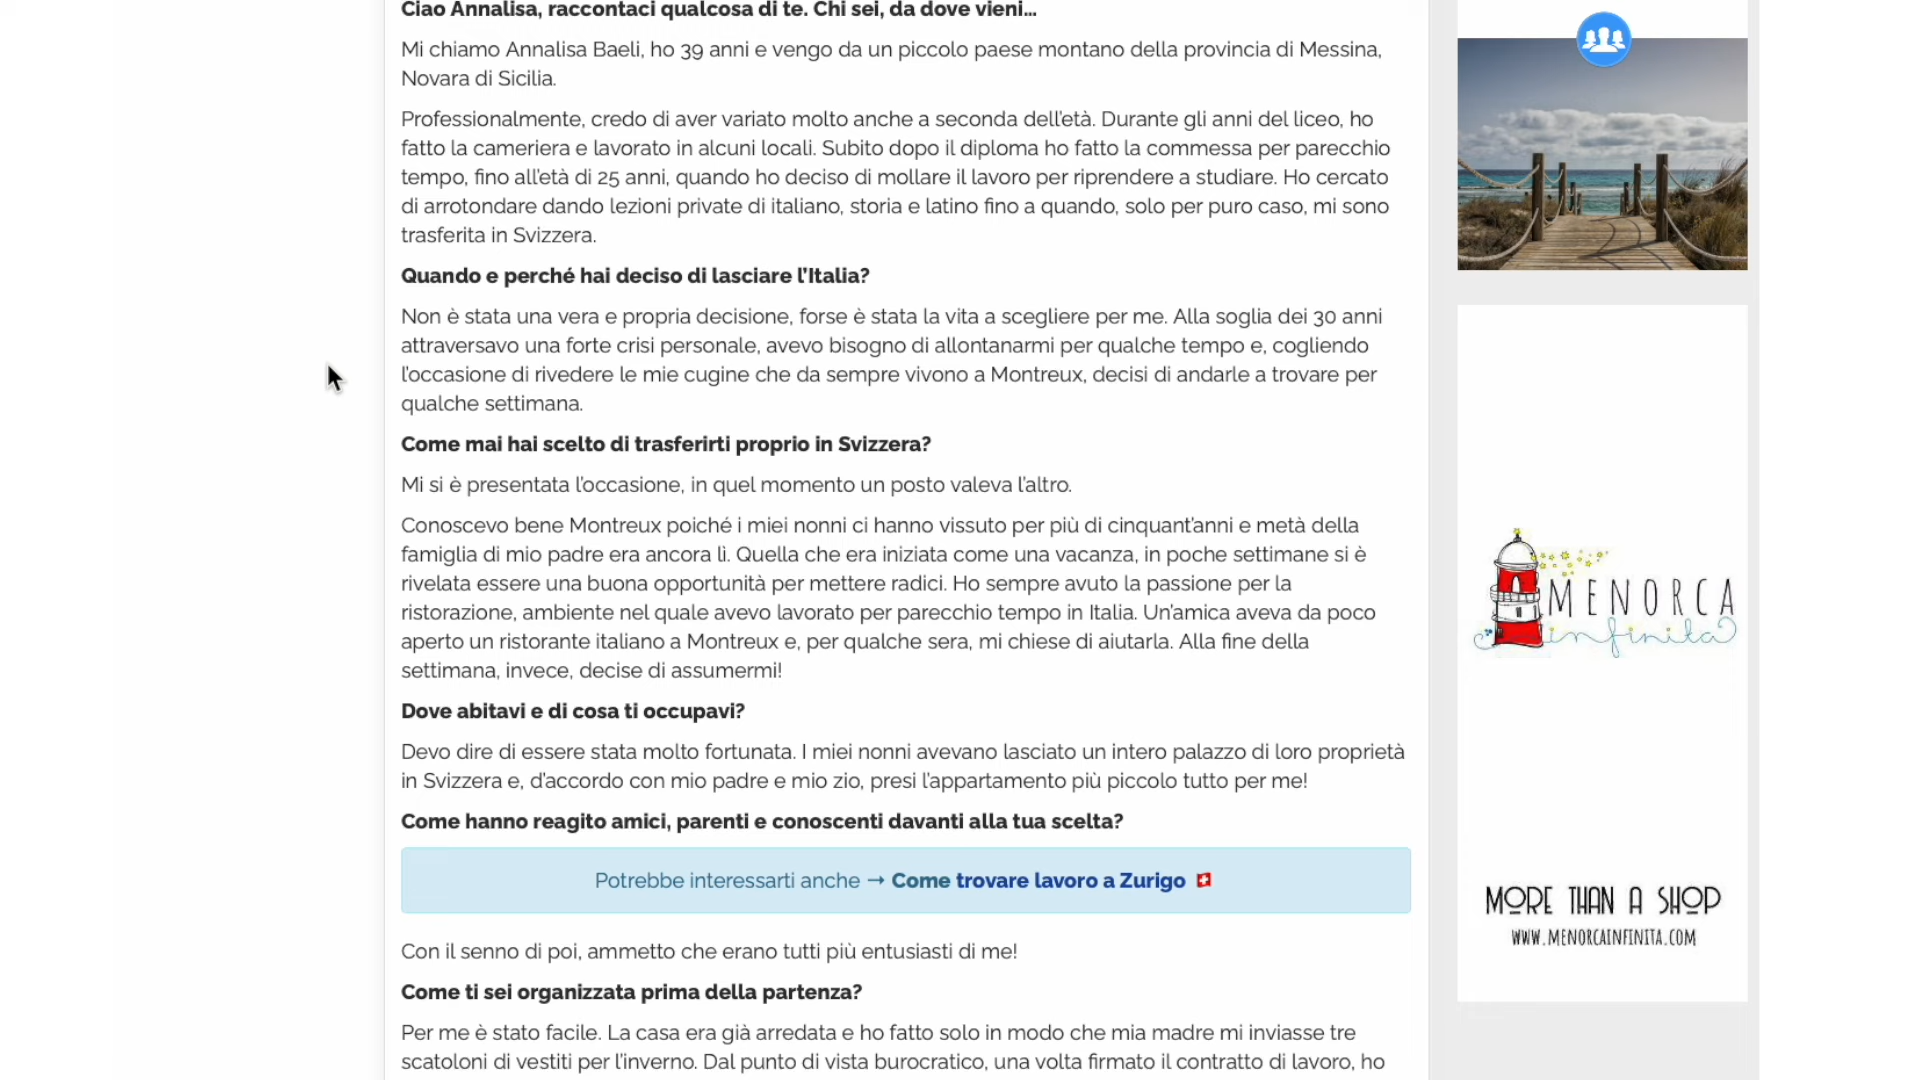 Ciao Annalisa, raccontaci qualcosa di te. Chi sei, da dove vieni…
Mi chiamo Annalisa Baeli, ho 39 anni e vengo da un piccolo paese montano della provincia di Messina,
Novara di Sicilia.
Professionalmente, credo di aver variato molto anche a seconda dell'età. Durante gli anni del liceo, ho
fatto la cameriera e lavorato in alcuni locali. Subito dopo il diploma ho fatto la commessa per parecchio
tempo, fino all'età di 25 anni, quando ho deciso di mollare il lavoro per riprendere a studiare. Ho cercato
di arrotondare dando lezioni private di italiano, storia e latino fino a quando, solo per puro caso, mi sono
trasferita in Svizzera.
Quando e perché hai deciso di lasciare l'Italia?
Non è stata una vera e propria decisione, forse è stata la vita a scegliere per me. Alla soglia dei 30 anni
attraversavo una forte crisi personale, avevo bisogno di allontanarmi per qualche tempo e, cogliendo
l'occasione di rivedere le mie cugine che da sempre vivono a Montreux, decisi di andarle a trovare per
qualche settimana.
Come mai hai scelto di trasferirti proprio in Svizzera?
Mi si è presentata l'occasione, in quel momento un posto valeva l'altro.
Conoscevo bene Montreux poiché i miei nonni ci hanno vissuto per più di cinquant'anni e metà della
famiglia di mio padre era ancora lì. Quella che era iniziata come una vacanza, in poche settimane si è
rivelata essere una buona opportunità per mettere radici. Ho sempre avuto la passione per la
ristorazione, ambiente nel quale avevo lavorato per parecchio tempo in Italia. Un'amica aveva da poco
aperto un ristorante italiano a Montreux e, per qualche sera, mi chiese di aiutarla. Alla fine della
settimana, invece, decise di assumermi!
Dove abitavi e di cosa ti occupavi?
Devo dire di essere stata molto fortunata. I miei nonni avevano lasciato un intero palazzo di loro proprietà
in Svizzera e, d'accordo con mio padre e mio zio, presi l'appartamento più piccolo tutto per me!
Come hanno reagito amici, parenti e conoscenti davanti alla tua scelta?
Potrebbe interessarti anche → Come trovare lavoro a Zurigo 🇨🇭
Con il senno di poi, ammetto che erano tutti più entusiasti di me!
Come ti sei organizzata prima della partenza?
Per me è stato facile. La casa era già arredata e ho fatto solo in modo che mia madre mi inviasse tre
scatoloni di vestiti per l'inverno. Dal punto di vista burocratico, una volta firmato il contratto di lavoro, ho
MENORCA
infinita
MORE THAN A SHOP
WWW.MENORCAINFINITA.COM